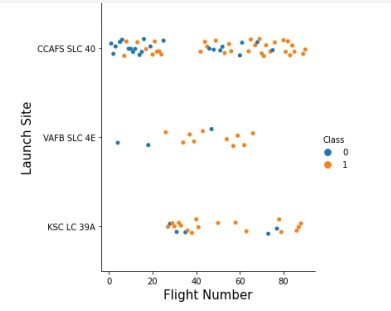 CCAFS SLC 40
VAFB SLC 4E
KSC LC 39A
Launch Site
0 20 40 60 80
Flight Number
Class
0
1